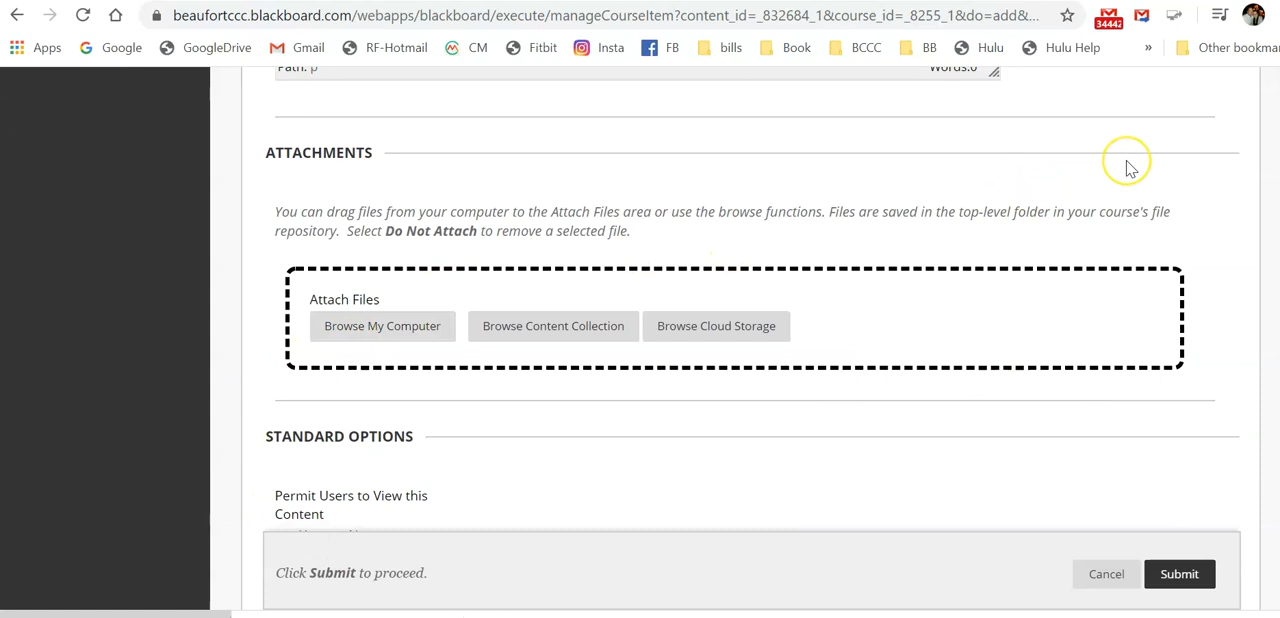 beaufortccc.blackboard.com/webapps/blackboard/execute/manageCourseItem?content_id=_832684_1&course_id=_8255_1&do=add&...
34442
Apps Google GoogleDrive Gmail RF-Hotmail CM Fitbit Insta FB bills Book BCCC BB Hulu Hulu Help » Other bookmar
Path: p Words:0
ATTACHMENTS
You can drag files from your computer to the Attach Files area or use the browse functions. Files are saved in the top-level folder in your course's file
repository. Select Do Not Attach to remove a selected file.
Attach Files
Browse My Computer Browse Content Collection Browse Cloud Storage
STANDARD OPTIONS
Permit Users to View this
Content
Click Submit to proceed.
Cancel Submit